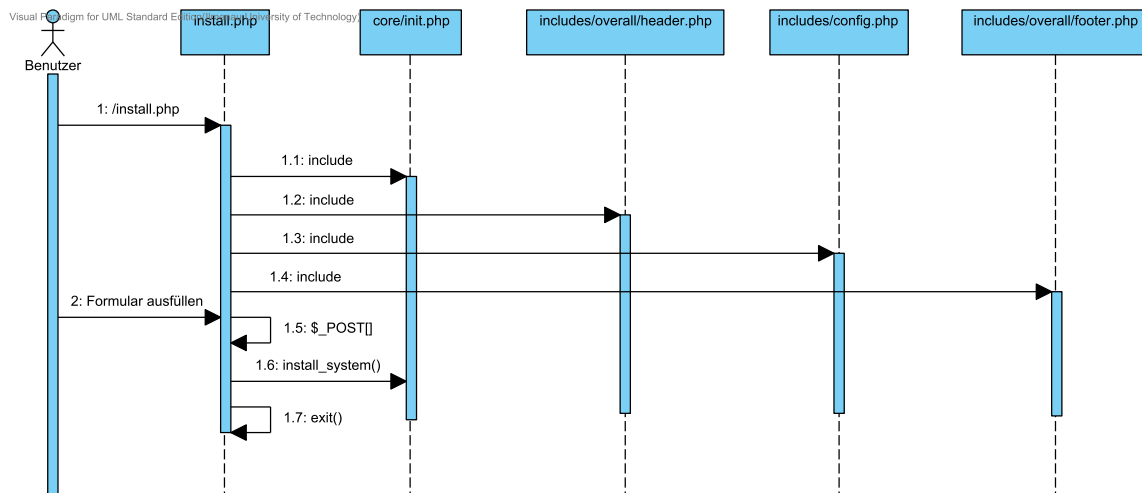 Visual Paradigm for UML Standard Edition(Ilmenau University of Technology)
install.php
core/init.php
includes/overall/header.php
includes/config.php
includes/overall/footer.php
Benutzer
1: /install.php
1.1: include
1.2: include
1.3: include
1.4: include
2: Formular ausfüllen
1.5: $_POST[]
1.6: install_system()
1.7: exit()